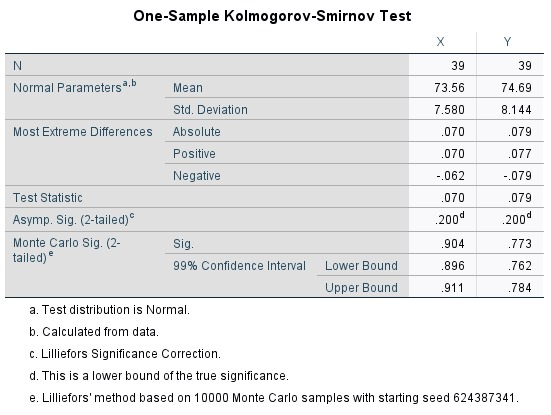 One-Sample Kolmogorov-Smirnov Test
X Y
N 39 39
Normal Parameters a,b Mean 73.56 74.69
Std. Deviation 7.580 8.144
Most Extreme Differences Absolute .070 .079
Positive .070 .077
Negative -.062 -.079
Test Statistic .070 .079
Asymp. Sig. (2-tailed) c .200 d .200 d
Monte Carlo Sig. (2-
tailed) e Sig. .904 .773
99% Confidence Interval Lower Bound .896 .762
Upper Bound .911 .784
a. Test distribution is Normal.
b. Calculated from data.
c. Lilliefors Significance Correction.
d. This is a lower bound of the true significance.
e. Lilliefors' method based on 10000 Monte Carlo samples with starting seed 624387341.